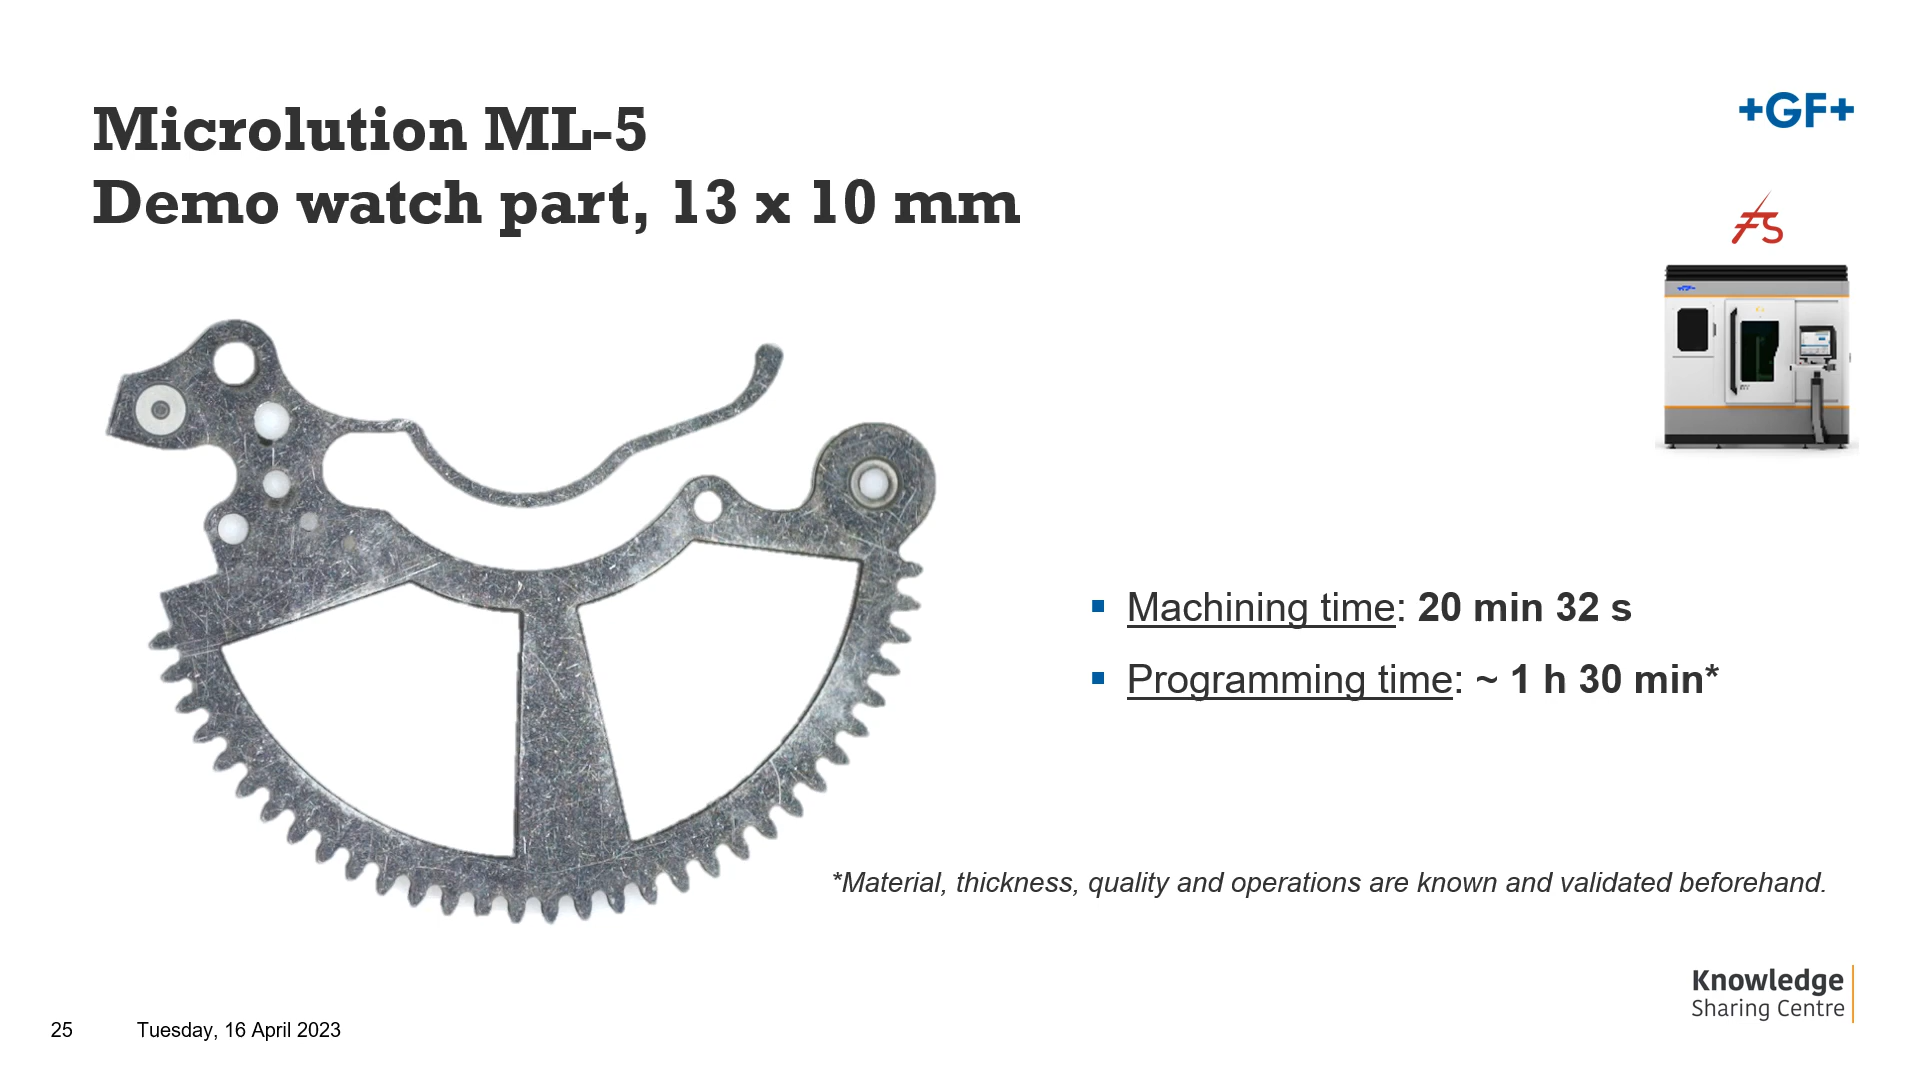 Microlution ML-5
Demo watch part, 13 x 10 mm
+GF+
FS
▪ Machining time: 20 min 32 s
▪ Programming time: ~ 1 h 30 min*
*Material, thickness, quality and operations are known and validated beforehand.
Knowledge
Sharing Centre
25 Tuesday, 16 April 2023